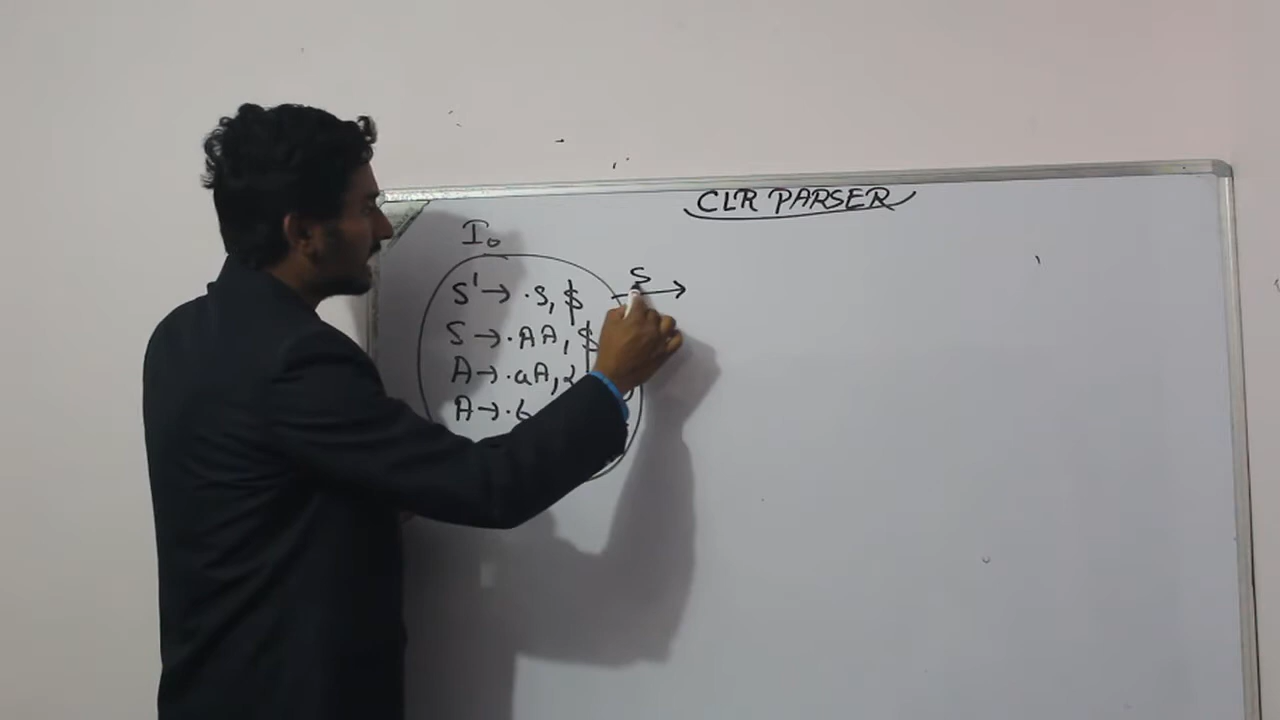 CLR PARSER
I₀
S
S' → .S, $
S → .AA, $
A → .aA,
A → .b